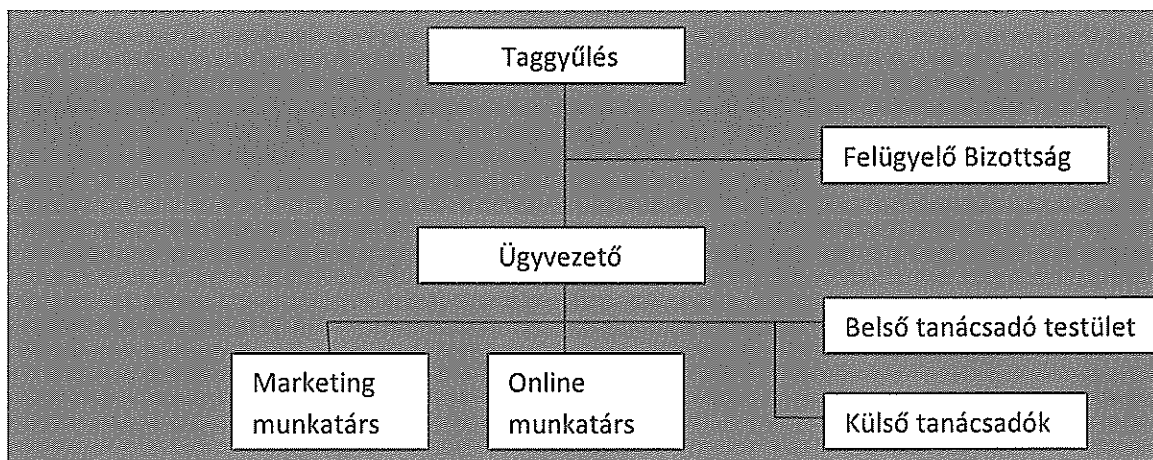 Taggyűlés
Felügyelő Bizottság
Ügyvezető
Belső tanácsadó testület
Marketing
munkatárs
Online
munkatárs
Külső tanácsadók